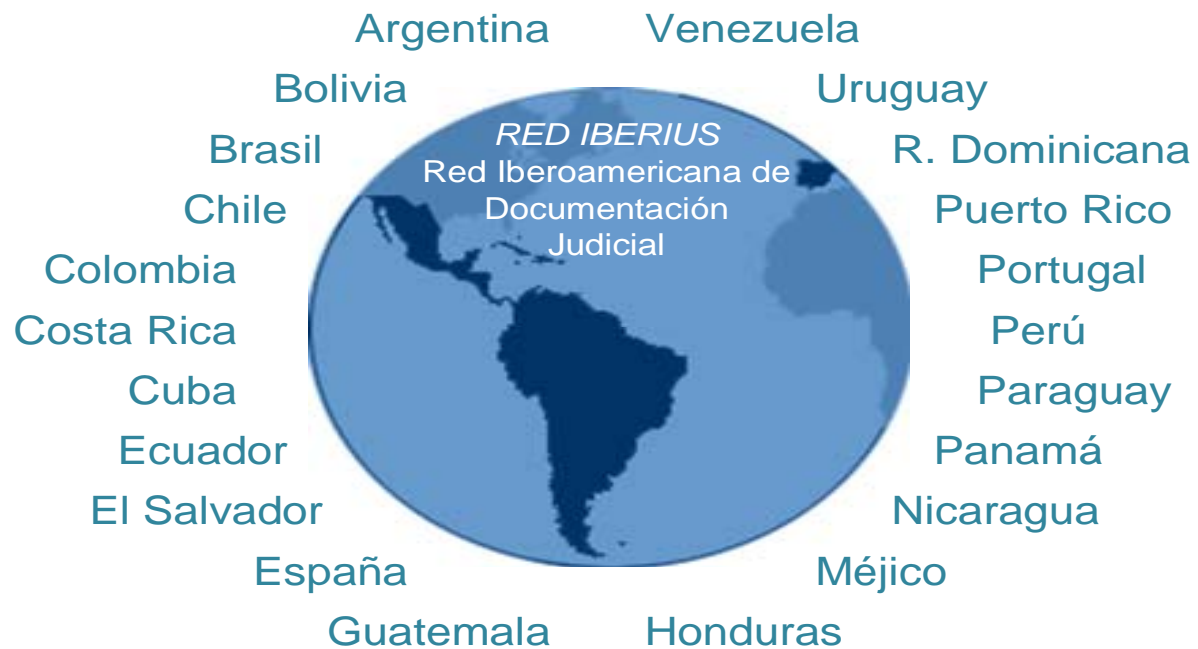 Argentina
Venezuela
Bolivia
Uruguay
Brasil
RED IBERIUS
Red Iberoamericana de
Documentación
Judicial
R. Dominicana
Chile
Puerto Rico
Colombia
Portugal
Costa Rica
Perú
Cuba
Paraguay
Ecuador
Panamá
El Salvador
Nicaragua
España
Méjico
Guatemala
Honduras